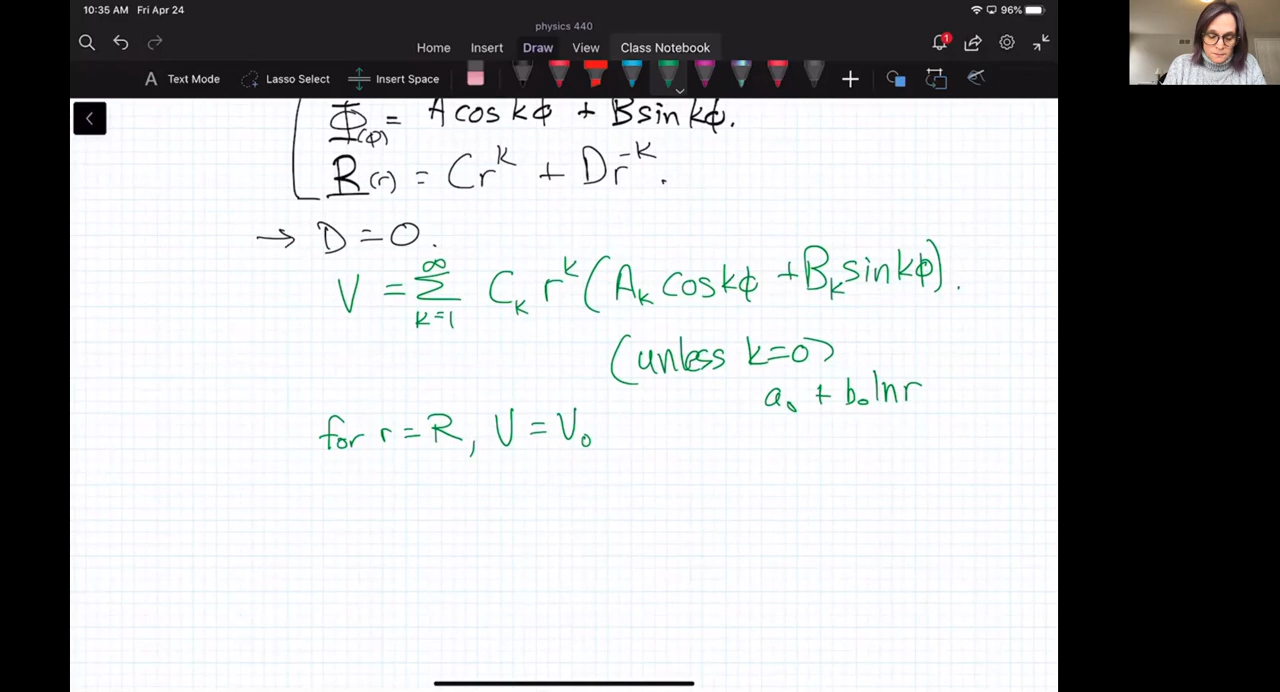 10:35 AM Fri Apr 24
96%
physics 440
Home Insert Draw View Class Notebook
1
Text Mode Lasso Select Insert Space
Φ(φ) = A cos kφ + B sin kφ.
R(r) = Cr^k + Dr^-k.
→ D = 0.
V = ∑_{k=1}^{∞} C_k r^k (A_k cos kφ + B_k sin kφ).
(unless k=0)
a₀ + b₀ ln r
for r = R, V = V₀